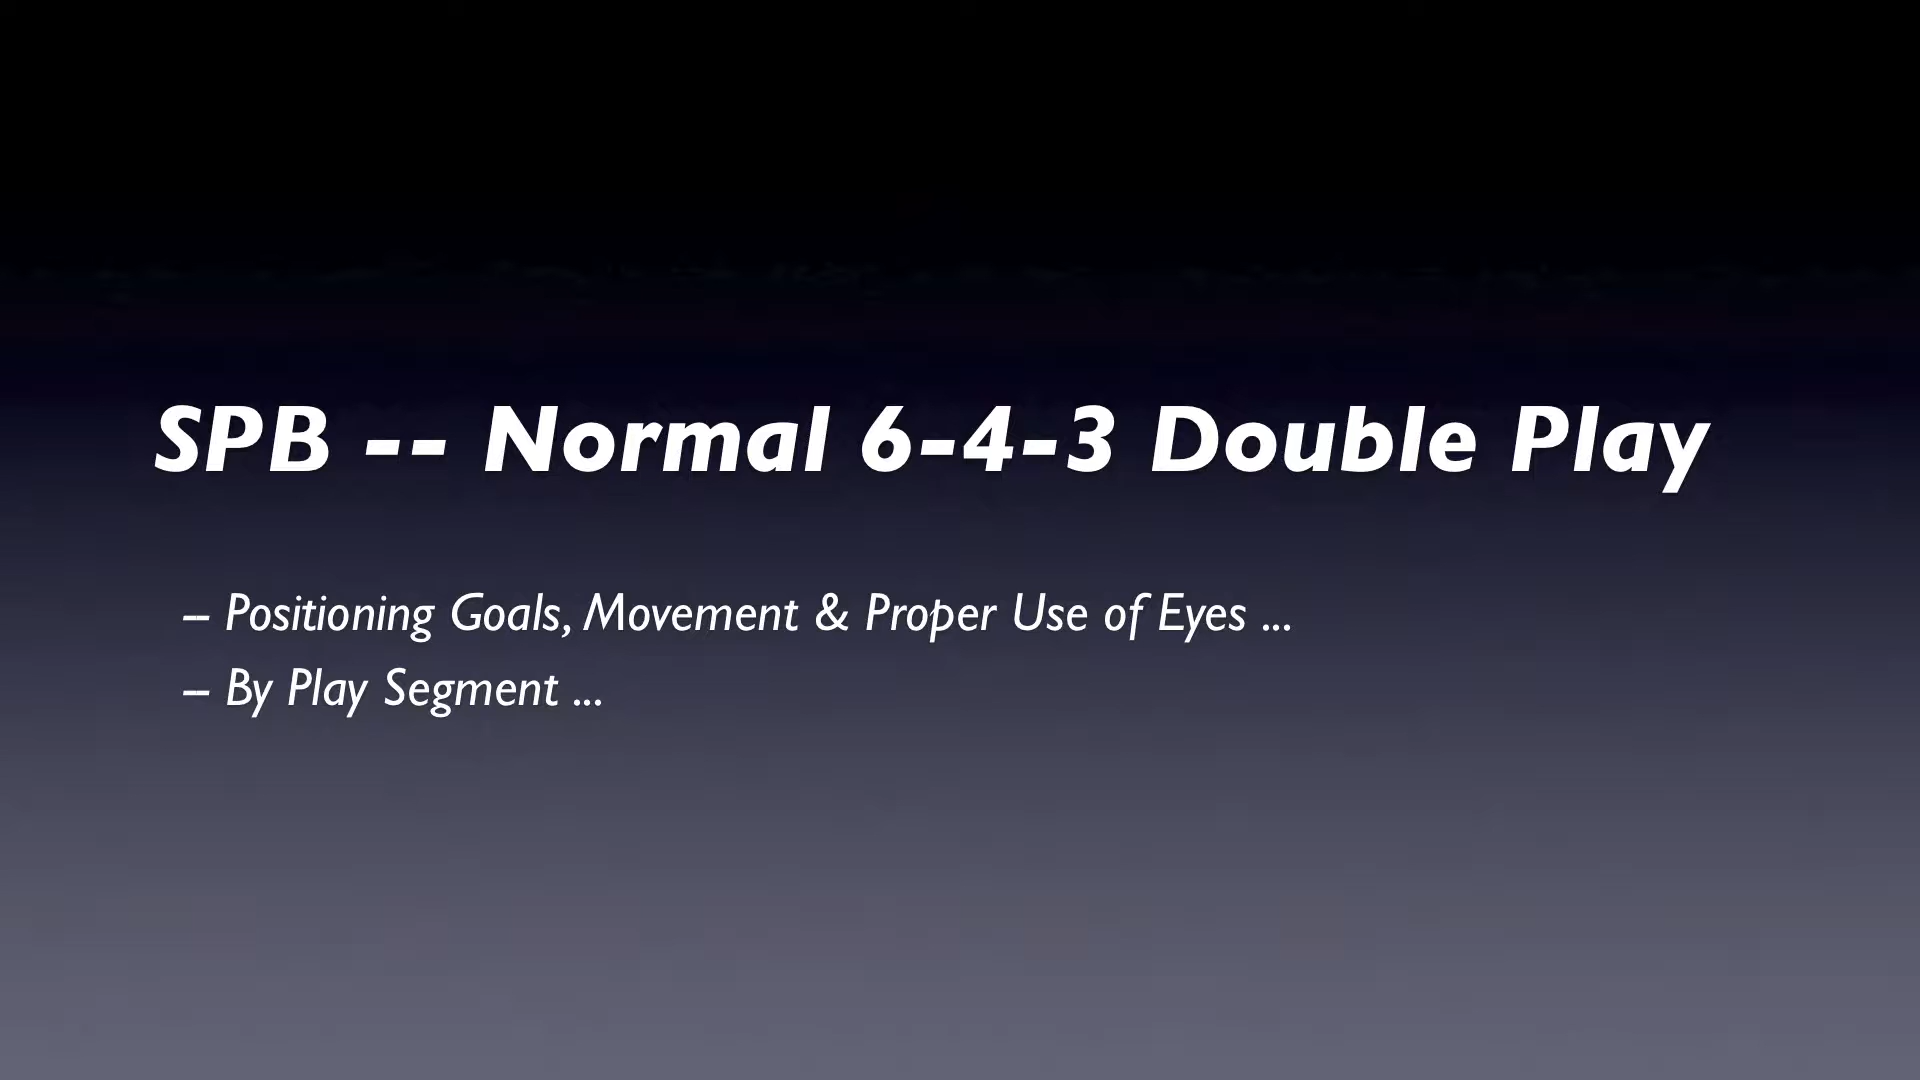 SPB -- Normal 6-4-3 Double Play
– Positioning Goals, Movement & Proper Use of Eyes ...
– By Play Segment ...